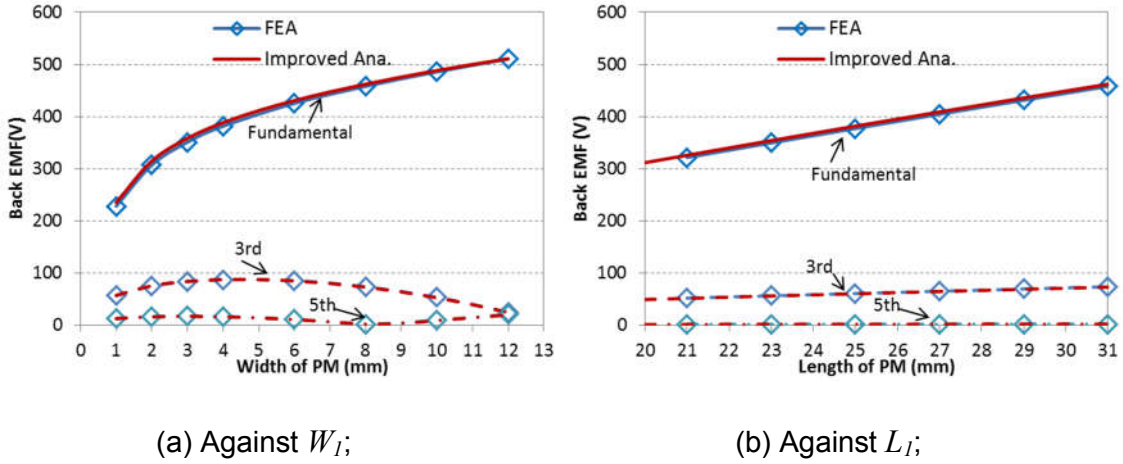 600
500
400
300
200
100
0
Back EMF(V)
FEA
Improved Ana.
Fundamental
3rd
5th
0 1 2 3 4 5 6 7 8 9 10 11 12 13
Width of PM (mm)
600
500
400
300
200
100
0
Back EMF (V)
FEA
Improved Ana.
Fundamental
3rd
5th
20 21 22 23 24 25 26 27 28 29 30 31
Length of PM (mm)
(a) Against W1;
(b) Against L1;